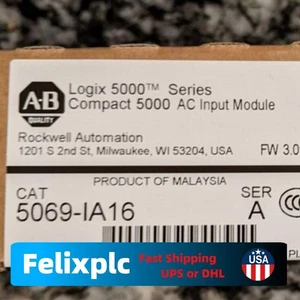 A-B
QUALITY
Logix 5000™ Series
Compact 5000 AC Input Module
Rockwell Automation
1201 S 2nd St, Milwaukee, WI 53204, USA
FW 3.0
PRODUCT OF MALAYSIA
CAT
5069-IA16
SER
A
Felixplc
Fast Shipping
UPS or DHL
USA